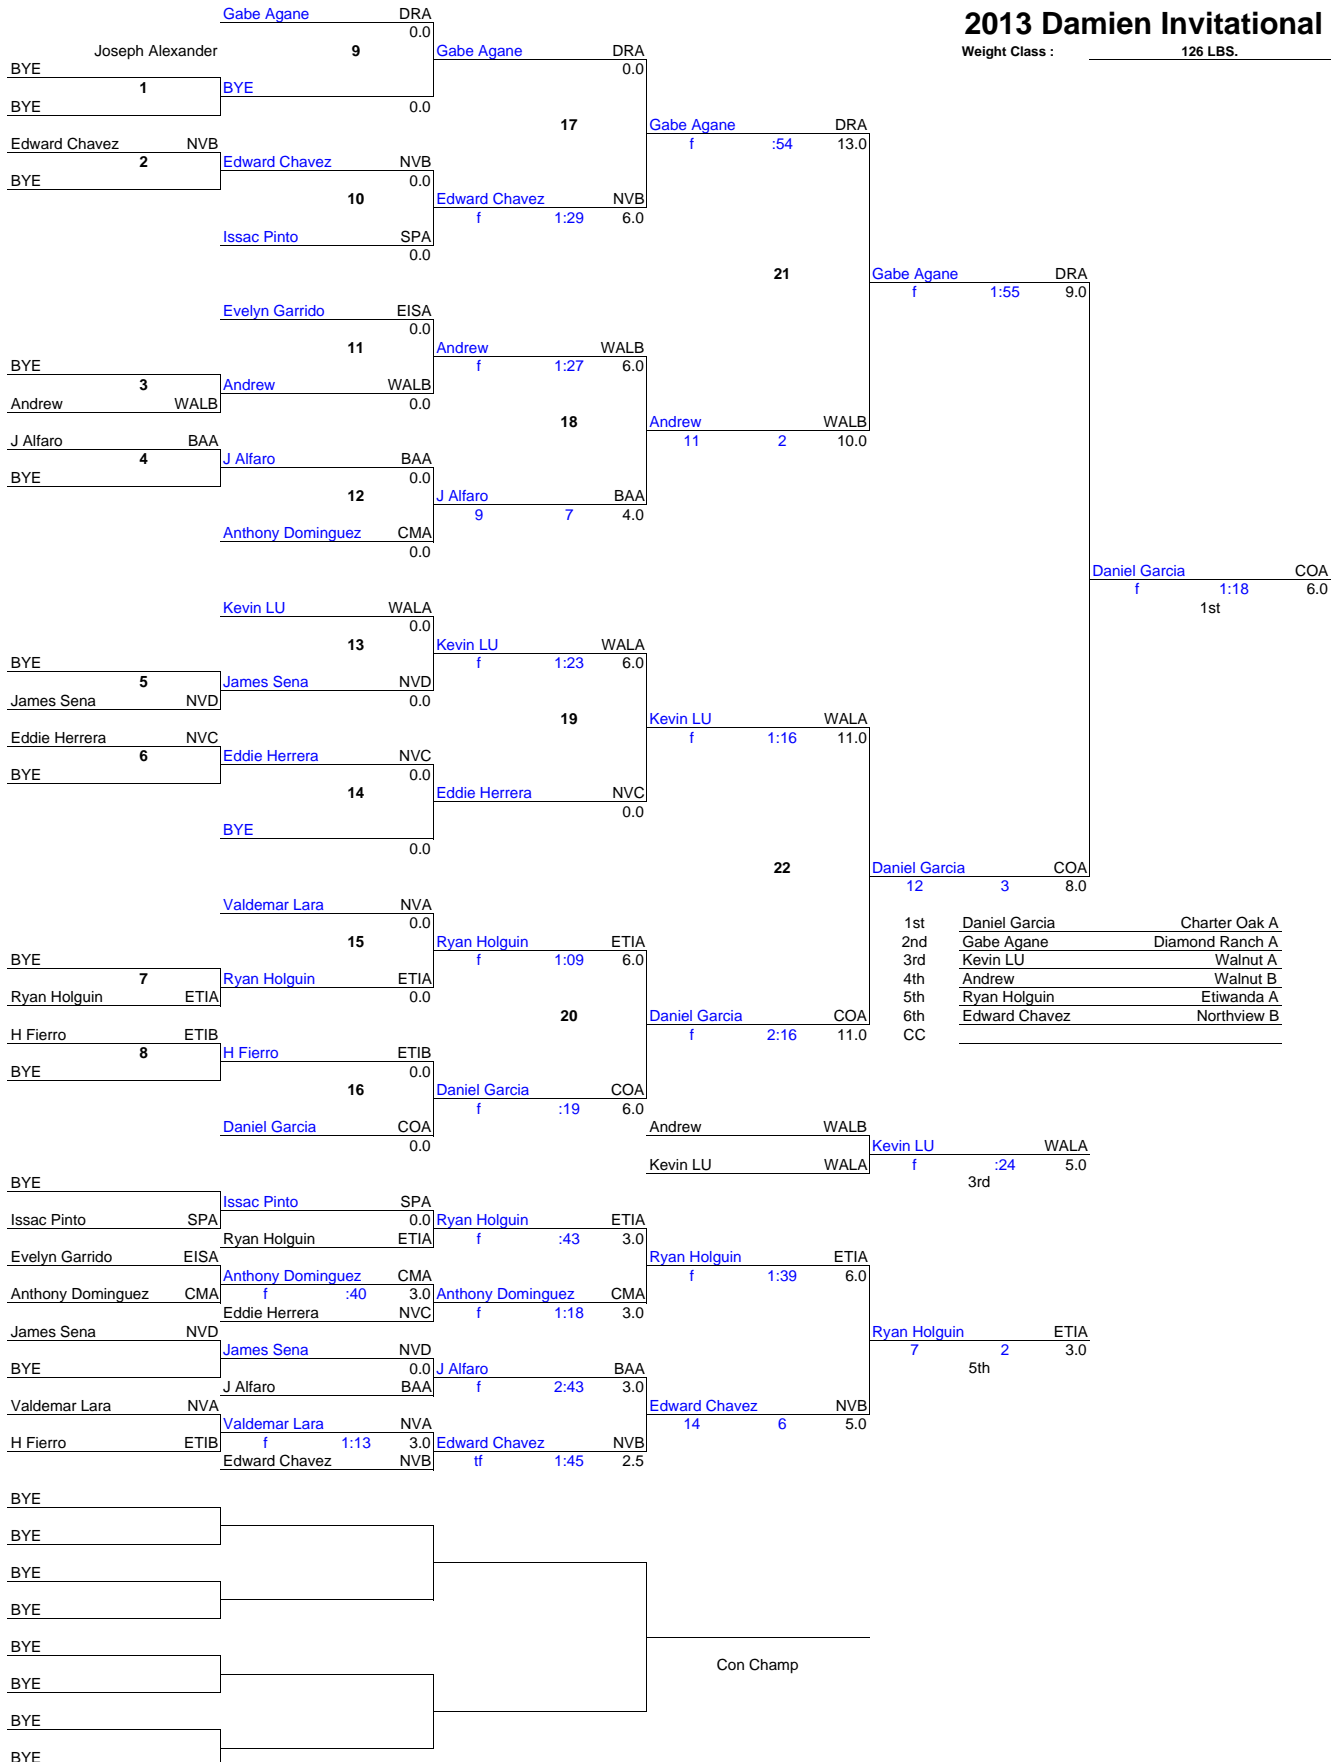 Gabe Agane DRA
2013 Damien Invitational
0.0
Joseph Alexander 9 Gabe Agane DRA
Weight Class : 126 LBS.
BYE 0.0
1 BYE
BYE 0.0
17 Gabe Agane DRA
Edward Chavez NVB f :54 13.0
2 Edward Chavez NVB
BYE 0.0
10 Edward Chavez NVB
f 1:29 6.0
Issac Pinto SPA
0.0
21 Gabe Agane DRA
f 1:55 9.0
Evelyn Garrido EISA
0.0
11 Andrew WALB
BYE f 1:27 6.0
3 Andrew WALB
Andrew WALB 0.0
18 Andrew WALB
J Alfaro BAA 11 2 10.0
4 J Alfaro BAA
BYE 0.0
12 J Alfaro BAA
9 7 4.0
Anthony Dominguez CMA
0.0
Daniel Garcia COA
f 1:18 6.0
1st
Kevin LU WALA
0.0
13 Kevin LU WALA
BYE f 1:23 6.0
5 James Sena NVD
James Sena NVD 0.0
19 Kevin LU WALA
Eddie Herrera NVC f 1:16 11.0
6 Eddie Herrera NVC
BYE 0.0
14 Eddie Herrera NVC
0.0
BYE
0.0
22 Daniel Garcia COA
12 3 8.0
Valdemar Lara NVA
0.0
1st Daniel Garcia Charter Oak A
15 Ryan Holguin ETIA
2nd Gabe Agane Diamond Ranch A
BYE f 1:09 6.0
3rd Kevin LU Walnut A
7 Ryan Holguin ETIA
4th Andrew Walnut B
Ryan Holguin ETIA 0.0
5th Ryan Holguin Etiwanda A
20 Daniel Garcia COA
6th Edward Chavez Northview B
H Fierro ETIB f 2:16 11.0
CC
8 H Fierro ETIB
BYE 0.0
16 Daniel Garcia COA
f :19 6.0
Daniel Garcia COA
0.0
Andrew WALB
Kevin LU WALA
f :24 5.0
Kevin LU WALA
3rd
BYE
Issac Pinto SPA
Issac Pinto SPA 0.0
Ryan Holguin ETIA
Ryan Holguin ETIA f :43 3.0
Evelyn Garrido EISA
Ryan Holguin ETIA
Anthony Dominguez CMA f 1:39 6.0
Anthony Dominguez CMA f :40 3.0
Anthony Dominguez CMA
Eddie Herrera NVC f 1:18 3.0
James Sena NVD
Ryan Holguin ETIA
James Sena NVD 7 2 3.0
BYE 0.0
J Alfaro BAA
5th
J Alfaro BAA f 2:43 3.0
Valdemar Lara NVA
Edward Chavez NVB
Valdemar Lara NVA 14 6 5.0
H Fierro ETIB f 1:13 3.0
Edward Chavez NVB
Edward Chavez NVB tf 1:45 2.5
BYE
BYE
BYE
BYE
BYE
Con Champ
BYE
BYE
BYE